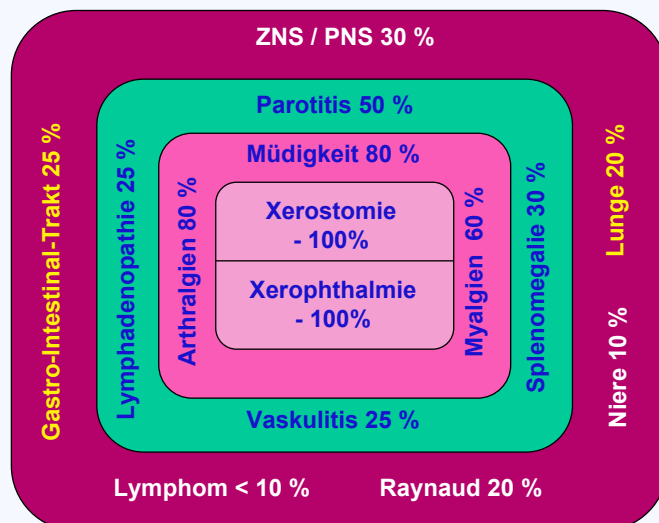 ZNS / PNS 30 %
Parotitis 50 %
Müdigkeit 80 %
Gastro-Intestinal-Trakt 25 %
Lymphadenopathie 25 %
Arthralgien 80 %
Xerostomie
- 100%
Xerophthalmie
- 100%
Myalgien 60 %
Splenomegalie 30 %
Lunge 20 %
Niere 10 %
Vaskulitis 25 %
Lymphom < 10 %
Raynaud 20 %